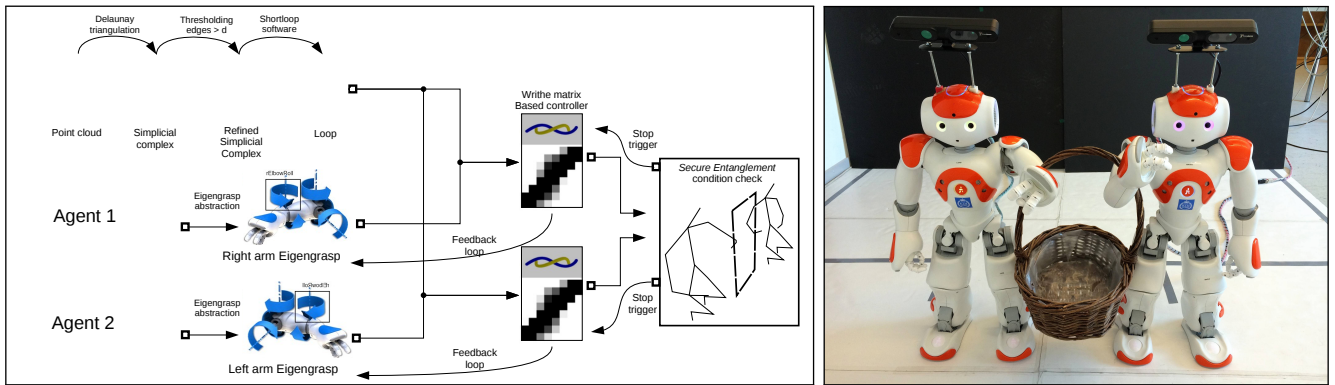 Delaunay
triangulation
Thresholding
edges > d
Shortloop
software
Point cloud
Simplicial
complex
Refined
Simplicial
Complex
Loop
Writhe matrix
Based controller
Stop
trigger
Secure Entanglement
condition check
rElbowRoll
Eigengrasp
abstraction
Agent 1
Right arm Eigengrasp
Feedback
loop
rElbowRoll
Eigengrasp
abstraction
Agent 2
Left arm Eigengrasp
Stop
trigger
Feedback
loop